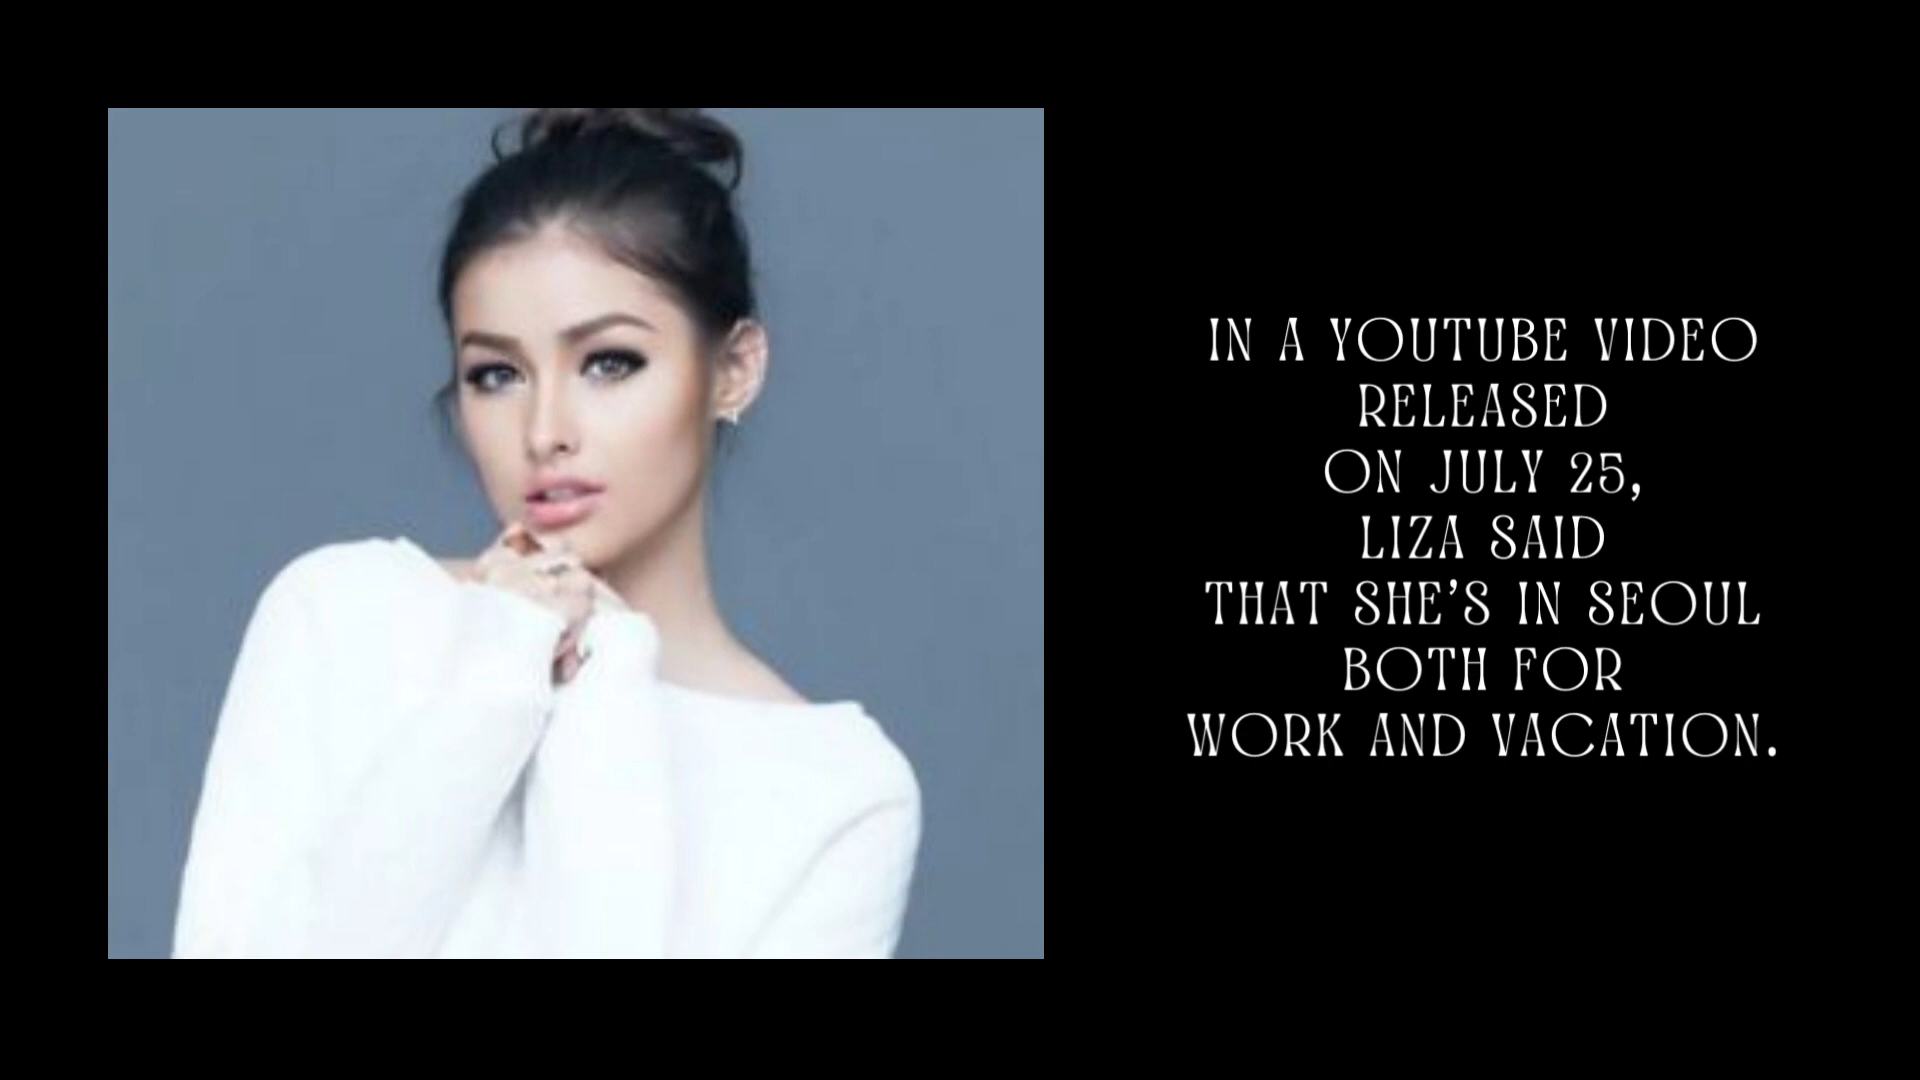 IN A YOUTUBE VIDEO
RELEASED
ON JULY 25,
LIZA SAID
THAT SHE'S IN SEOUL
BOTH FOR
WORK AND VACATION.